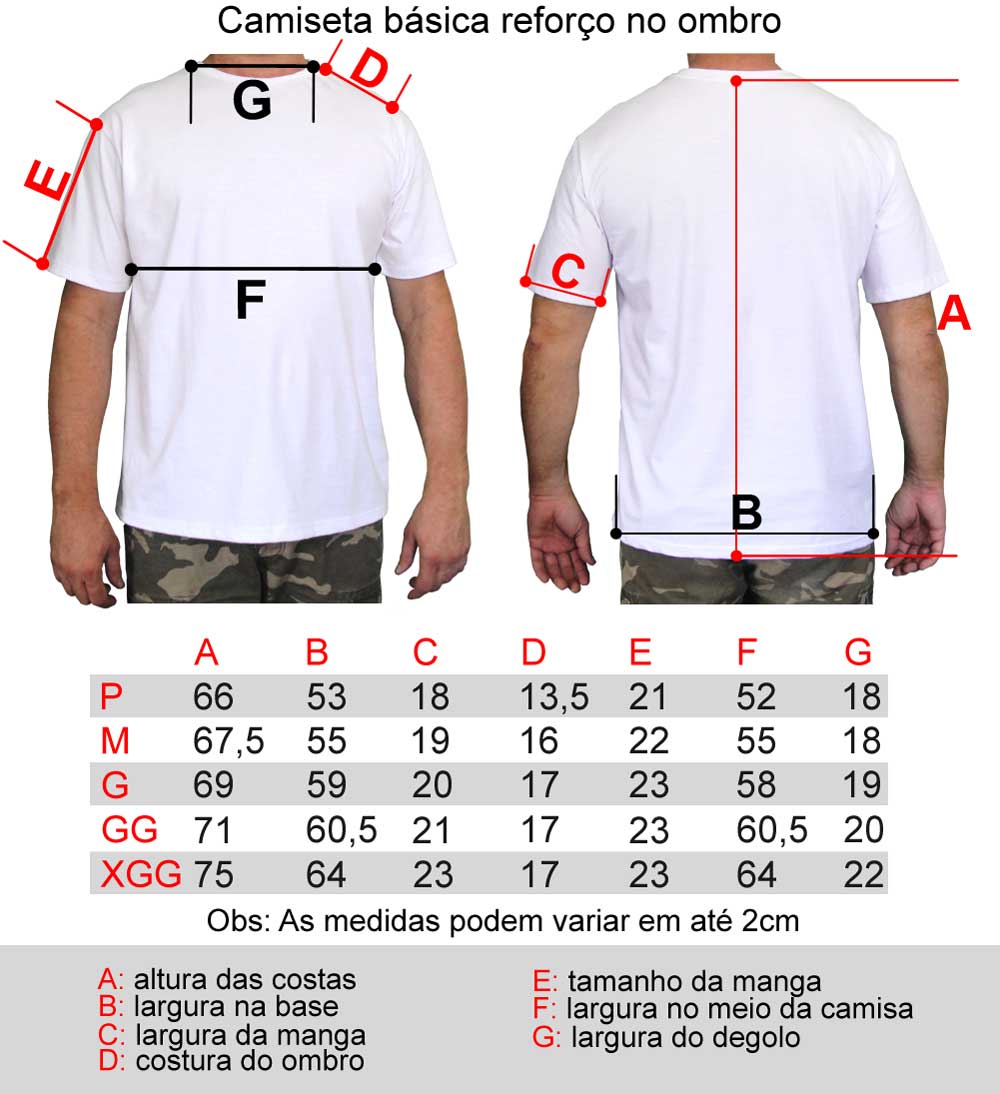 Camiseta básica reforço no ombro
G
D
E
F
C
A
B
A B C D E F G
P 66 53 18 13,5 21 52 18
M 67,5 55 19 16 22 55 18
G 69 59 20 17 23 58 19
GG 71 60,5 21 17 23 60,5 20
XGG 75 64 23 17 23 64 22
Obs: As medidas podem variar em até 2cm
A: altura das costas
B: largura na base
C: largura da manga
D: costura do ombro
E: tamanho da manga
F: largura no meio da camisa
G: largura do degolo